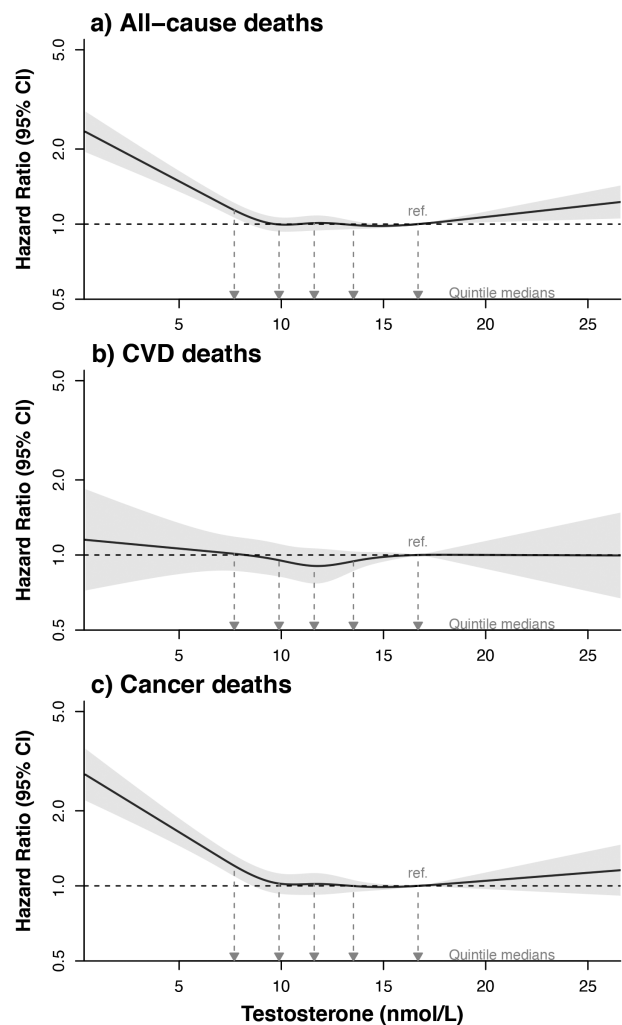 a) All−cause deaths
Hazard Ratio (95% CI)
5.0
2.0
1.0
0.5
ref.
Quintile medians
5 10 15 20 25
b) CVD deaths
Hazard Ratio (95% CI)
5.0
2.0
1.0
0.5
ref.
Quintile medians
5 10 15 20 25
c) Cancer deaths
Hazard Ratio (95% CI)
5.0
2.0
1.0
0.5
ref.
Quintile medians
5 10 15 20 25
Testosterone (nmol/L)